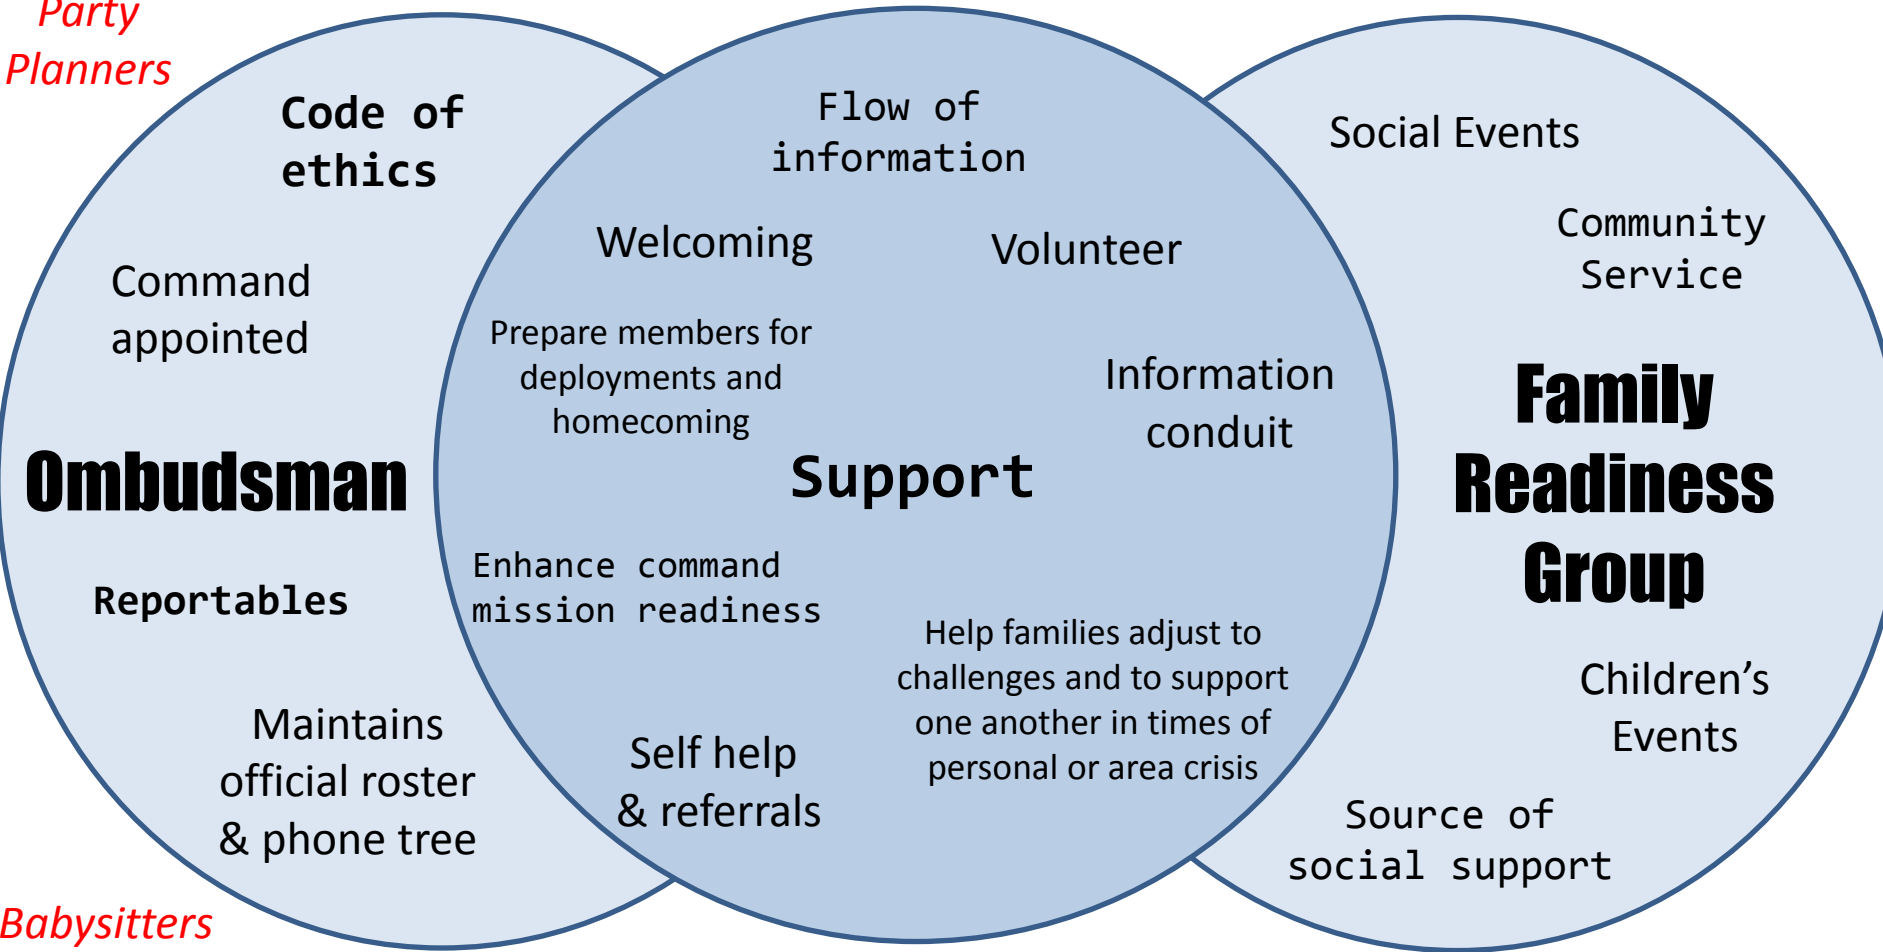 Party
Planners
Code of
ethics
Command
appointed
Ombudsman
Reportables
Maintains
official roster
& phone tree
Babysitters
Flow of
information
Welcoming
Volunteer
Prepare members for
deployments and
homecoming
Information
conduit
Support
Enhance command
mission readiness
Help families adjust to
challenges and to support
one another in times of
personal or area crisis
Self help
& referrals
Social Events
Community
Service
Family
Readiness
Group
Children’s
Events
Source of
social support